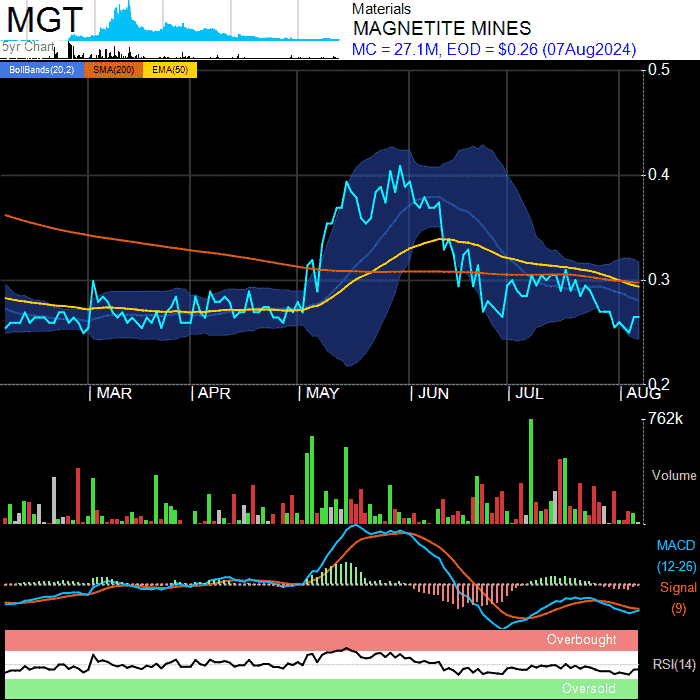 MGT
5yr Chart
Materials
MAGNETITE MINES
MC = 27.1M, EOD = $0.26 (07Aug2024)
BollBands(20,2) SMA(200) EMA(50)
0.5
0.4
0.3
0.2
MAR APR MAY JUN JUL AUG
762k
Volume
MACD
(12-26)
Signal
(9)
Overbought
RSI(14)
Oversold